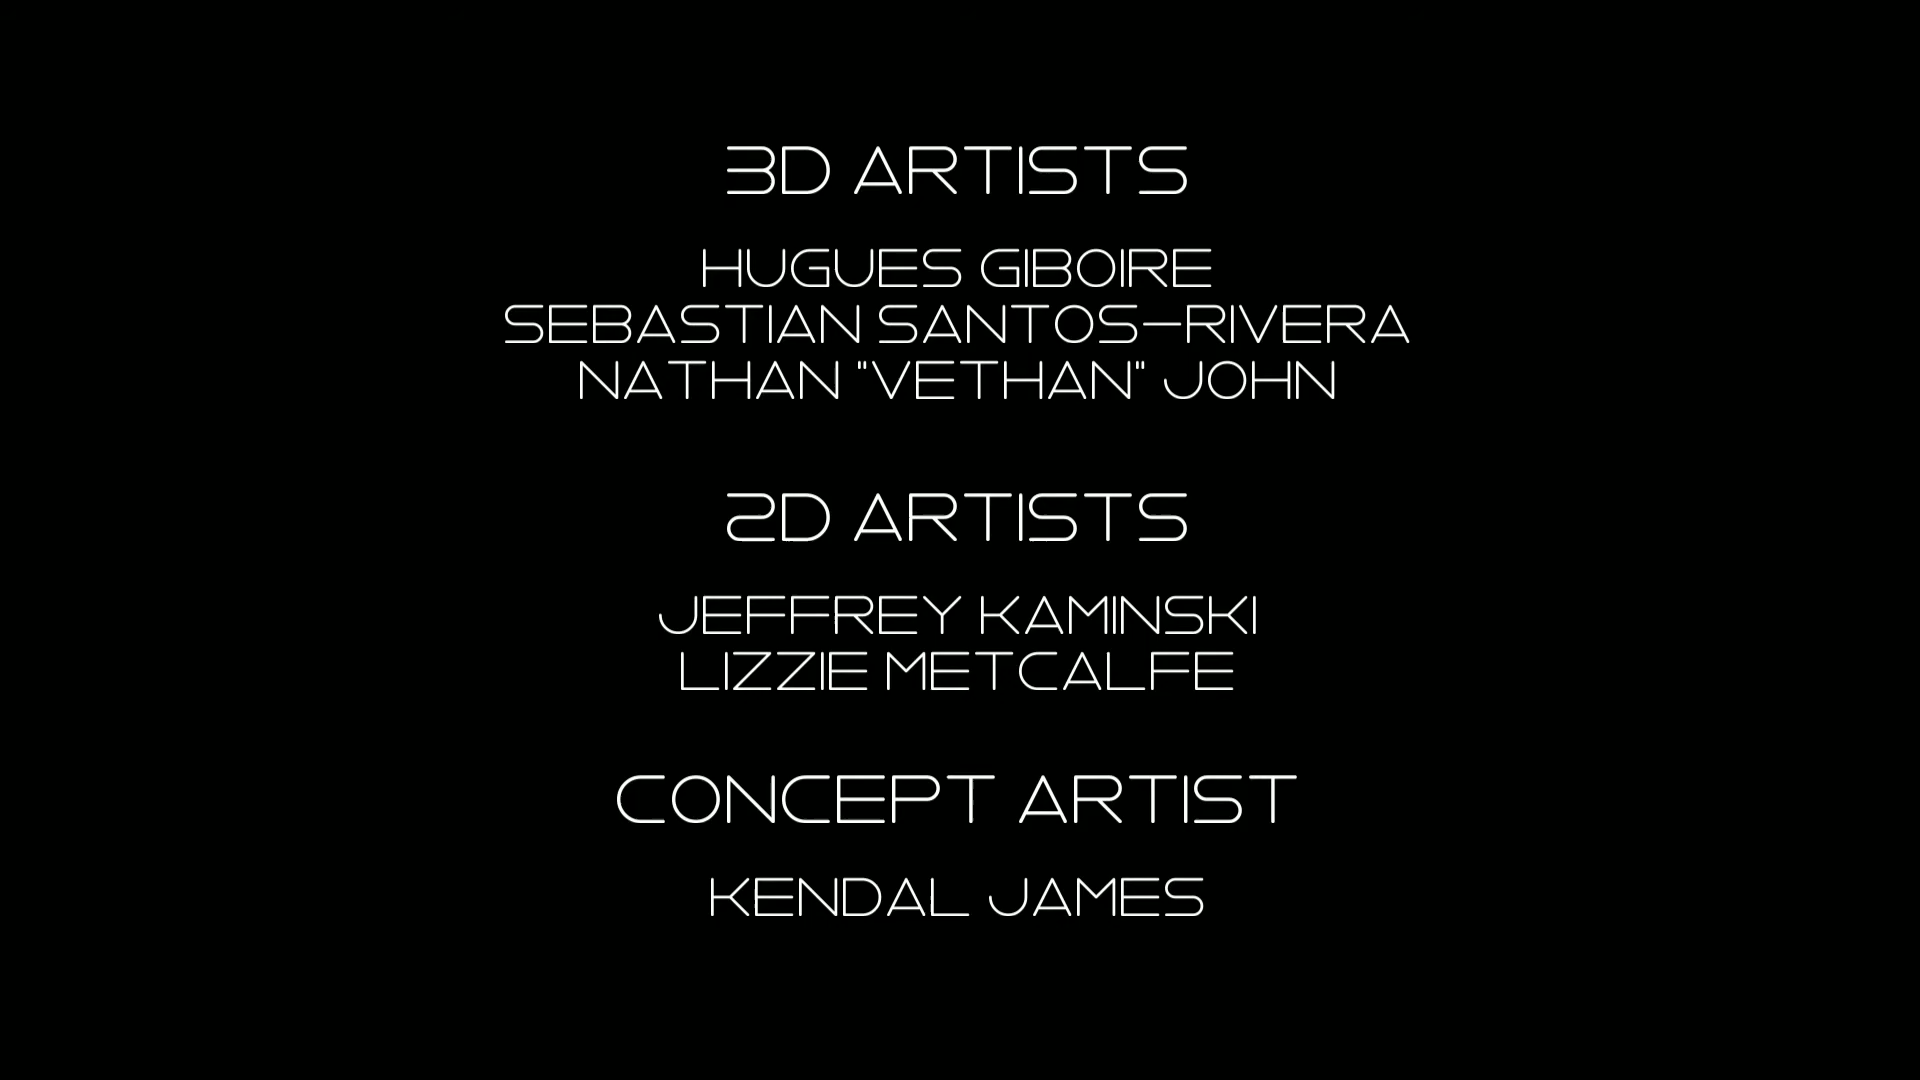 3D ARTISTS
HUGUES GIBOIRE
SEBASTIAN SANTOS-RIVERA
NATHAN "VETHAN" JOHN
2D ARTISTS
JEFFREY KAMINSKI
LIZZIE METCALFE
CONCEPT ARTIST
KENDAL JAMES